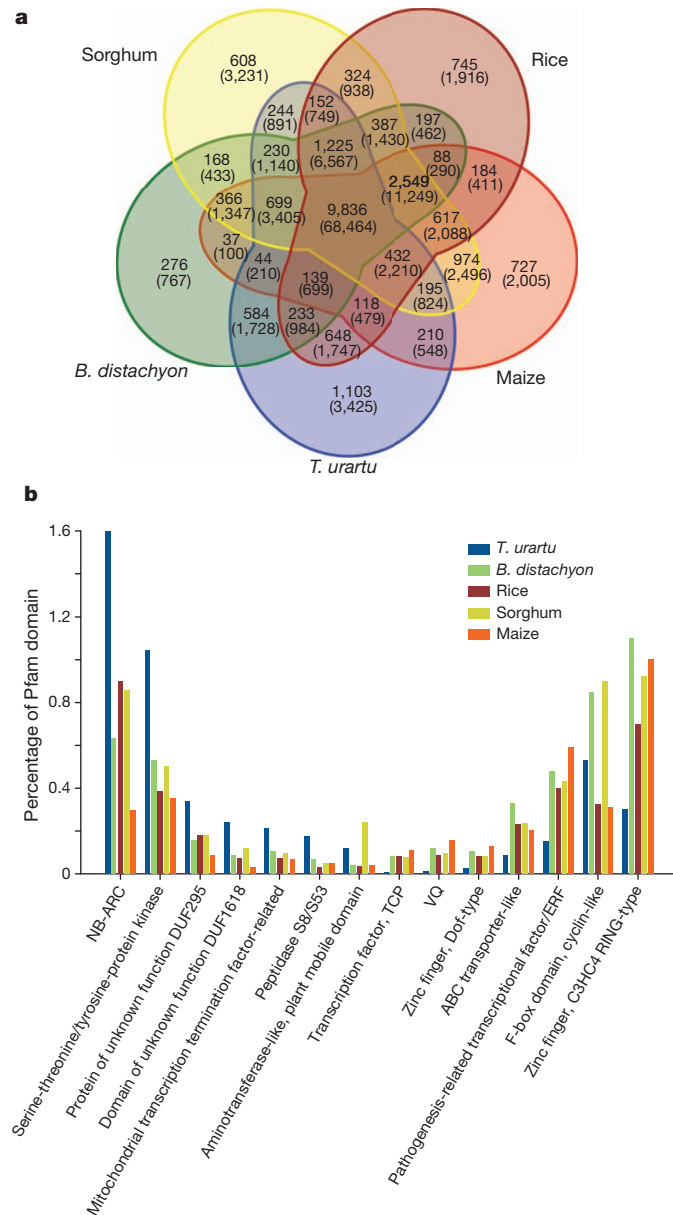 a
Sorghum
Rice
Maize
T. urartu
B. distachyon
608
(3,231)
324
(938)
745
(1,916)
244
(891)
152
(749)
387
(1,430)
197
(462)
168
(433)
230
(1,140)
1,225
(6,567)
88
(290)
184
(411)
366
(1,347)
699
(3,405)
9,836
(68,464)
2,549
(11,249)
617
(2,088)
37
(100)
44
(210)
139
(699)
432
(2,210)
974
(2,496)
727
(2,005)
276
(767)
195
(824)
584
(1,728)
233
(984)
118
(479)
648
(1,747)
210
(548)
1,103
(3,425)
b
Percentage of Pfam domain
1.6
1.2
0.8
0.4
0
T. urartu
B. distachyon
Rice
Sorghum
Maize
NB-ARC
Serine-threonine/tyrosine-protein kinase
Protein of unknown function DUF295
Domain of unknown function DUF1618
Mitochondrial transcription termination factor-related
Peptidase S8/S53
Aminotransferase-like, plant mobile domain
Transcription factor, TCP
VQ
Zinc finger, Dof-type
ABC transporter-like
Pathogenesis-related transcriptional factor/ERF
F-box domain, cyclin-like
Zinc finger, C3HC4 RING-type